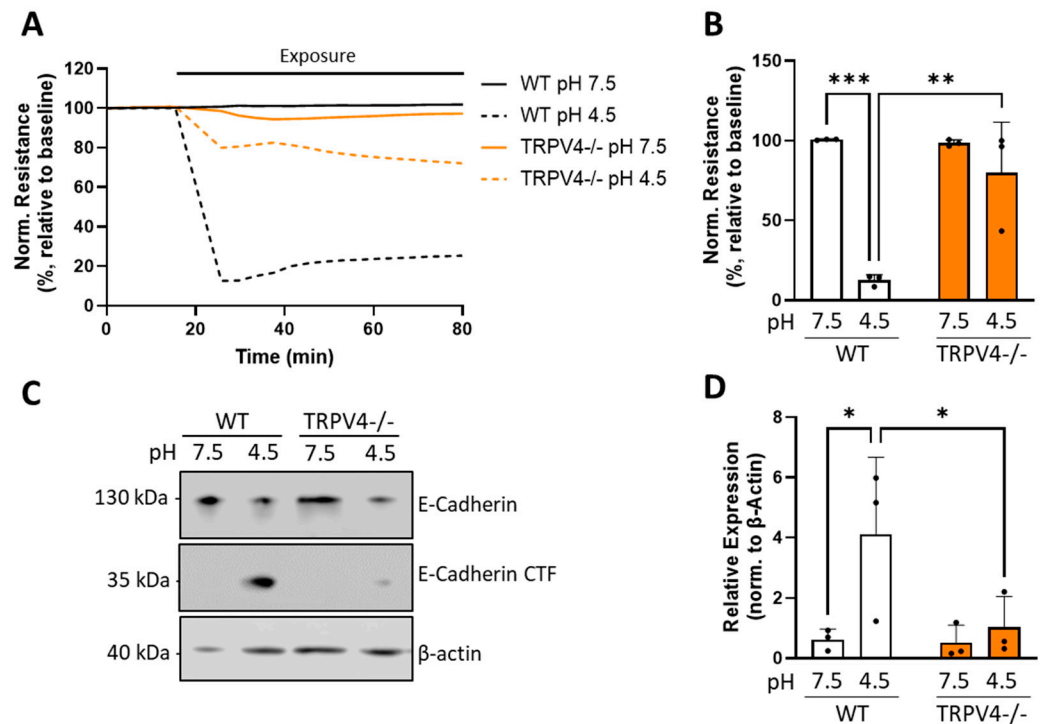 A
Exposure
Norm. Resistance
(%, relative to baseline)
120
100
80
60
40
20
0
0 20 40 60 80
Time (min)
WT pH 7.5
WT pH 4.5
TRPV4-/- pH 7.5
TRPV4-/- pH 4.5
B
Norm. Resistance
(%, relative to baseline)
150
100
50
0
*** **
pH 7.5 4.5 7.5 4.5
WT TRPV4-/-
C
WT TRPV4-/-
pH 7.5 4.5 7.5 4.5
130 kDa E-Cadherin
35 kDa E-Cadherin CTF
40 kDa β-actin
D
Relative Expression
(norm. to β-Actin)
8
6
4
2
0
* *
pH 7.5 4.5 7.5 4.5
WT TRPV4-/-